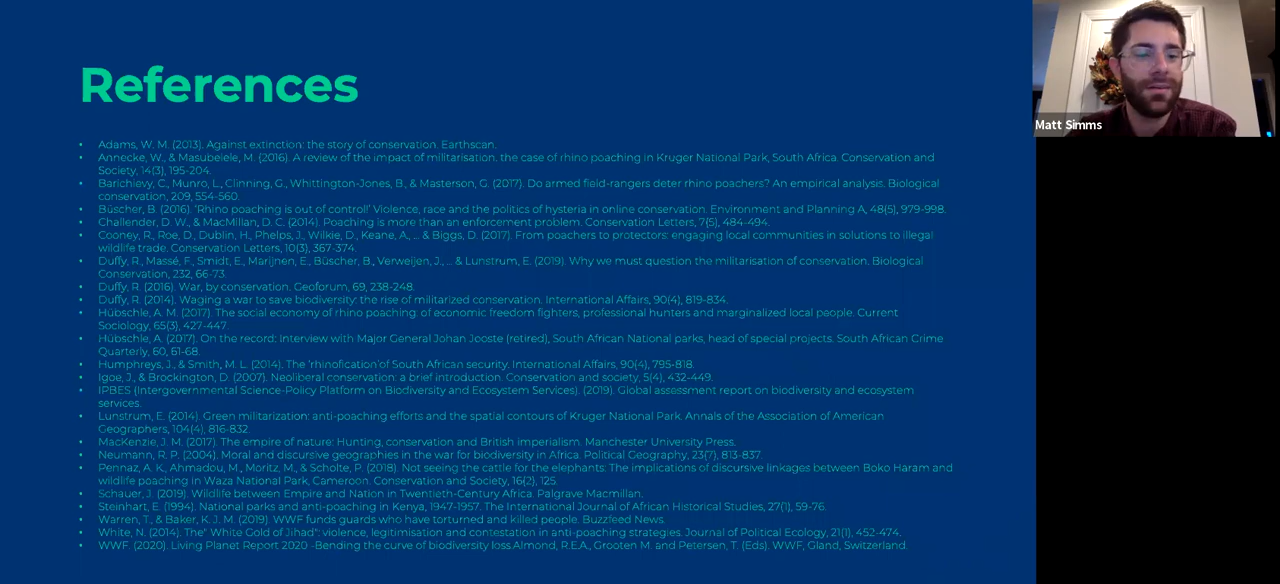 References
Matt Simms
• Adams, W. M. (2013). Against extinction: the story of conservation. Earthscan.
• Annecke, W., & Masubelele, M. (2016). A review of the impact of militarisation. the case of rhino poaching in Kruger National Park, South Africa. Conservation and
Society, 14(3), 195-204.
• Barichievy, C., Munro, L., Clinning, G., Whittington-Jones, B., & Masterson, G. (2017). Do armed field-rangers deter rhino poachers? An empirical analysis. Biological
conservation, 209, 554-560.
• Büscher, B. (2016). "Rhino poaching is out of control!" Violence, race and the politics of hysteria in online conservation. Environment and Planning A, 48(5), 979-998.
• Challender, D. W., & MacMillan, D. C. (2014). Poaching is more than an enforcement problem. Conservation Letters, 7(5), 484-494.
• Cooney, R., Roe, D., Dublin, H., Phelps, J., Wilkie, D., Keane, A., ... & Biggs, D. (2017). From poachers to protectors: engaging local communities in solutions to illegal
wildlife trade. Conservation Letters, 10(3), 367-374.
• Duffy, R., Massé, F., Smidt, E., Marijnen, E., Büscher, B., Verweijen, J., ... & Lunstrum, E. (2019). Why we must question the militarisation of conservation. Biological
Conservation, 232, 66-73.
• Duffy, R. (2016). War, by conservation. Geoforum, 69, 238-248.
• Duffy, R. (2014). Waging a war to save biodiversity: the rise of militarized conservation. International Affairs, 90(4), 819-834.
• Hübschle, A. M. (2017). The social economy of rhino poaching: of economic freedom fighters, professional hunters and marginalized local people. Current
Sociology, 65(3), 427-447.
• Hübschle, A. (2017). On the record: Interview with Major General Johan Jooste (retired), South African National parks, head of special projects. South African Crime
Quarterly, 60, 61-68.
• Humphreys, J., & Smith, M. L. (2014). The 'rhinofication'of South African security. International Affairs, 90(4), 795-818.
• Igoe, J., & Brockington, D. (2007). Neoliberal conservation: a brief introduction. Conservation and society, 5(4), 432-449.
• IPBES (Intergovernmental Science-Policy Platform on Biodiversity and Ecosystem Services). (2019). Global assessment report on biodiversity and ecosystem
services.
• Lunstrum, E. (2014). Green militarization: anti-poaching efforts and the spatial contours of Kruger National Park. Annals of the Association of American
Geographers, 104(4), 816-832.
• MacKenzie, J. M. (2017). The empire of nature: Hunting, conservation and British imperialism. Manchester University Press.
• Neumann, R. P. (2004). Moral and discursive geographies in the war for biodiversity in Africa. Political Geography, 23(7), 813-837.
• Pennaz, A. K., Ahmadou, M., Moritz, M., & Scholte, P. (2018). Not seeing the cattle for the elephants: The implications of discursive linkages between Boko Haram and
wildlife poaching in Waza National Park, Cameroon. Conservation and Society, 16(2), 125.
• Schauer, J. (2019). Wildlife between Empire and Nation in Twentieth-Century Africa. Palgrave Macmillan.
• Steinhart, E. (1994). National parks and anti-poaching in Kenya, 1947-1957. The International Journal of African Historical Studies, 27(1), 59-76.
• Warren, T., & Baker, K. J. M. (2019). WWF funds guards who have torturned and killed people. Buzzfeed News.
• White, N. (2014). The" White Gold of Jihad": violence, legitimisation and contestation in anti-poaching strategies. Journal of Political Ecology, 21(1), 452-474.
• WWF. (2020). Living Planet Report 2020 -Bending the curve of biodiversity loss.Almond, R.E.A., Grooten M. and Petersen, T. (Eds). WWF, Gland, Switzerland.